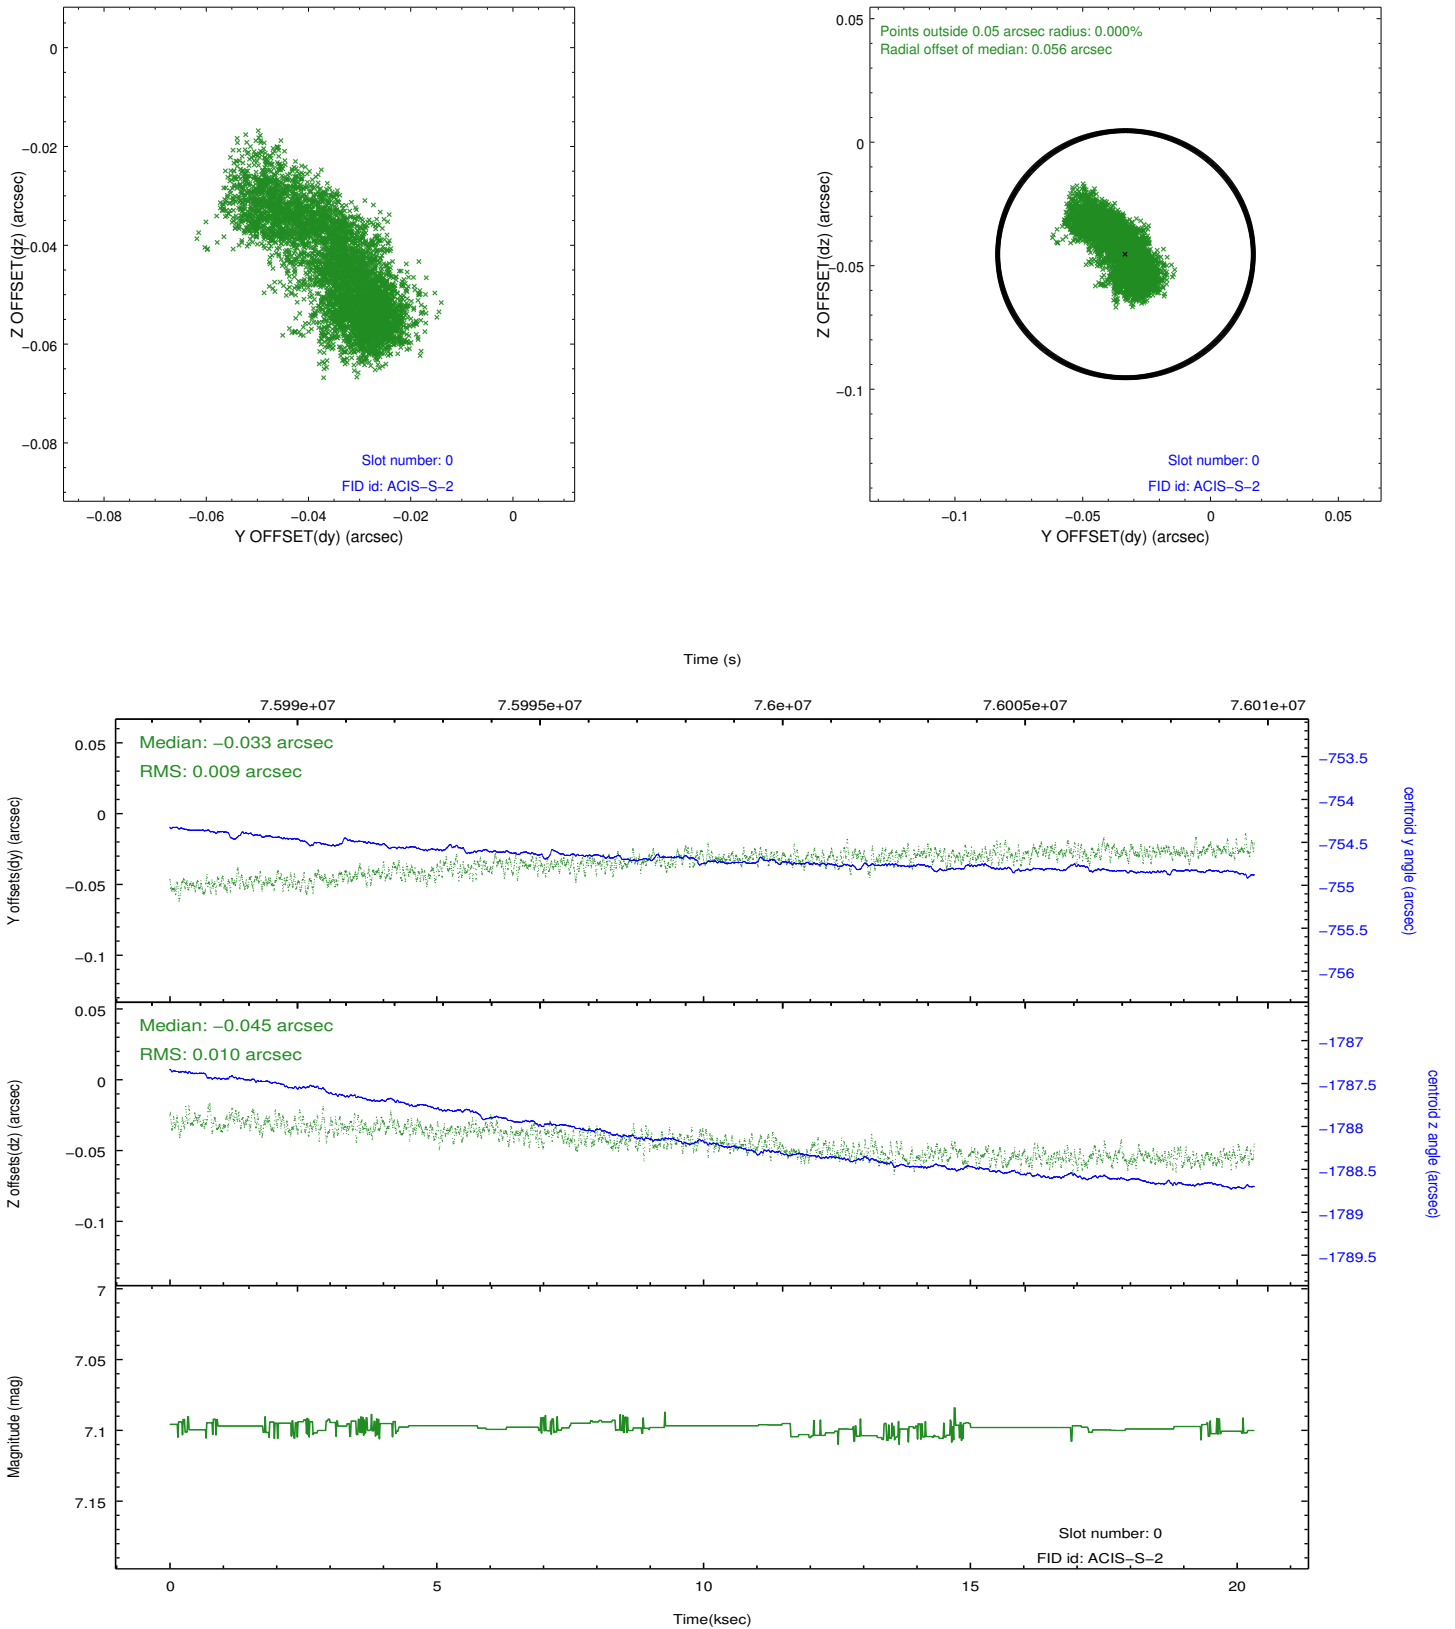 0
−0.02
−0.04
−0.06
−0.08
Z OFFSET(dz) (arcsec)
Slot number: 0
FID id: ACIS−S−2
−0.08 −0.06 −0.04 −0.02 0
Y OFFSET(dy) (arcsec)
Points outside 0.05 arcsec radius: 0.000%
Radial offset of median: 0.056 arcsec
0.05
0
−0.05
−0.1
Z OFFSET(dz) (arcsec)
Slot number: 0
FID id: ACIS−S−2
−0.1 −0.05 0 0.05
Y OFFSET(dy) (arcsec)
Time (s)
7.599e+07 7.5995e+07 7.6e+07 7.6005e+07 7.601e+07
Median: −0.033 arcsec
RMS: 0.009 arcsec
0.05
0
−0.05
−0.1
Y offsets(dy) (arcsec)
−753.5
−754
−754.5
−755
−755.5
−756
centroid y angle (arcsec)
Median: −0.045 arcsec
RMS: 0.010 arcsec
0.05
0
−0.05
−0.1
Z offsets(dz) (arcsec)
−1787
−1787.5
−1788
−1788.5
−1789
−1789.5
centroid z angle (arcsec)
7
7.05
7.1
7.15
Magnitude (mag)
Slot number: 0
FID id: ACIS−S−2
0 5 10 15 20
Time(ksec)